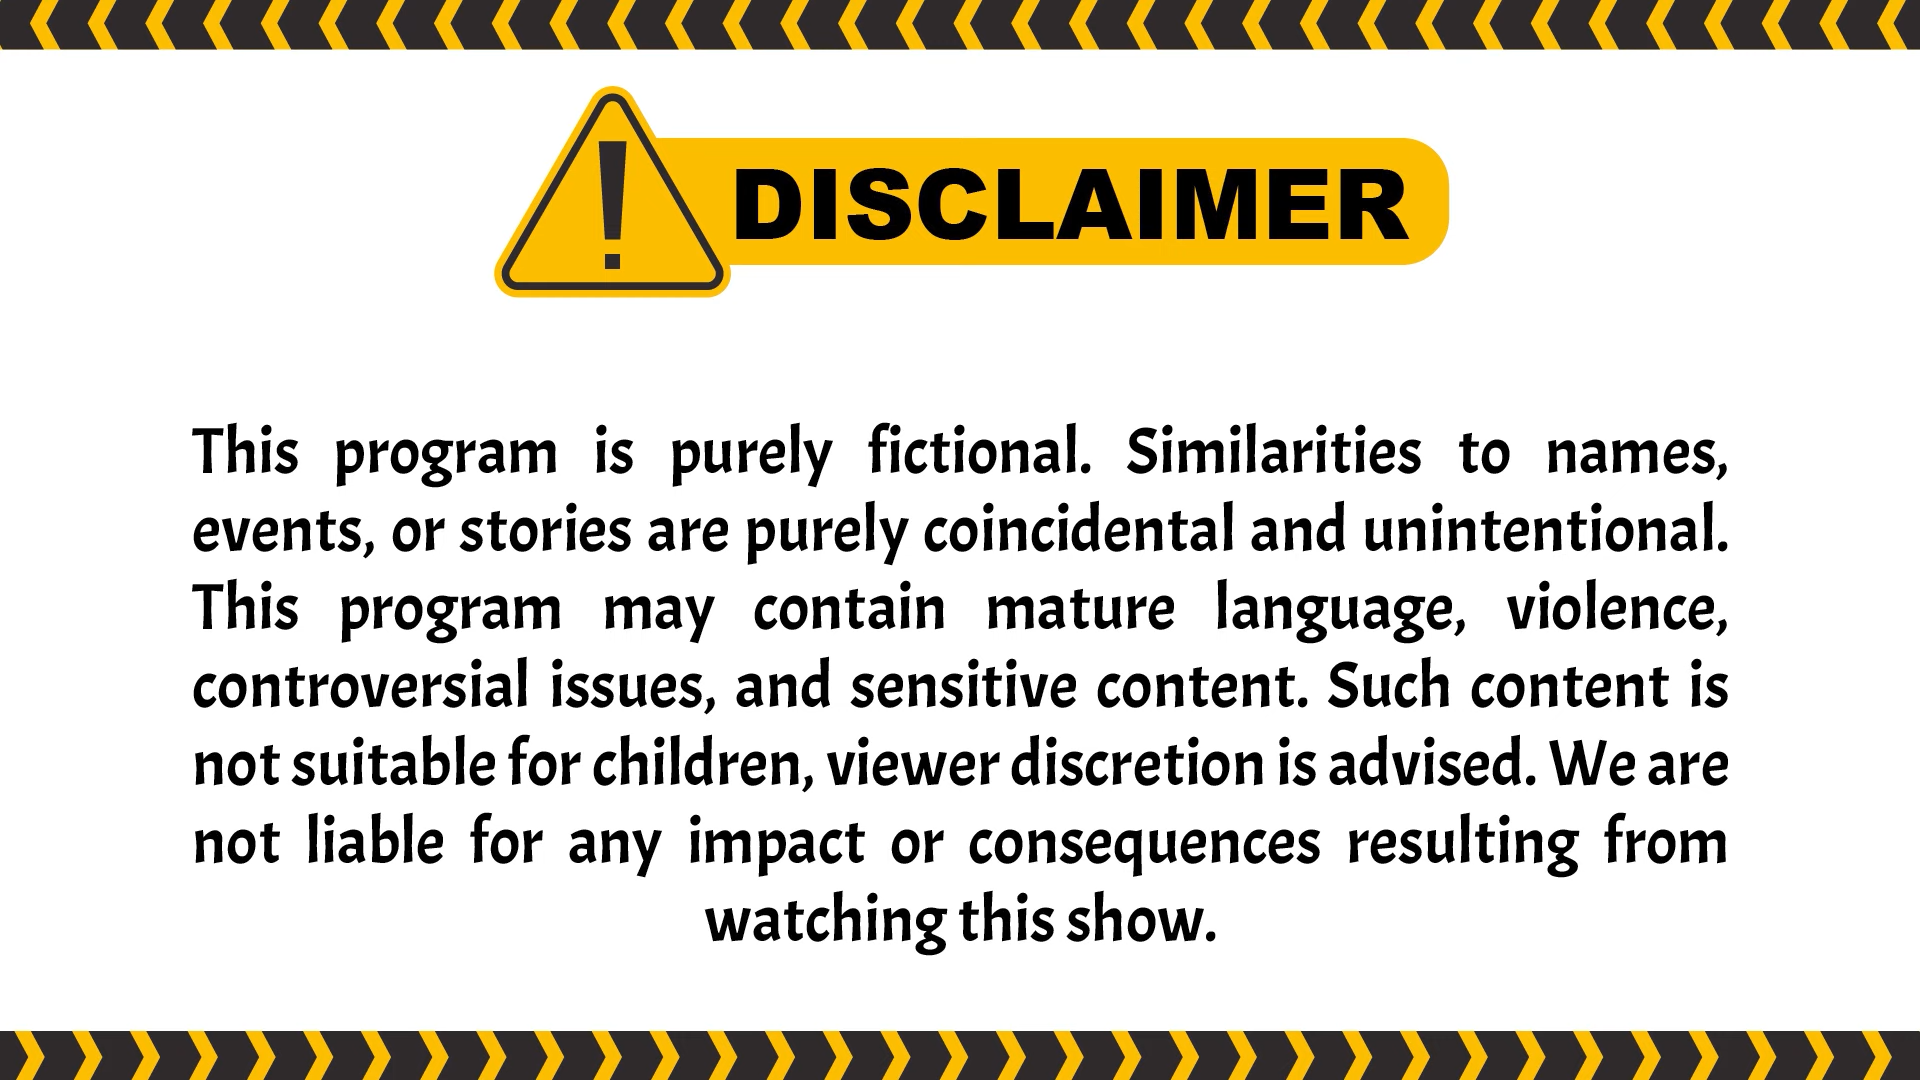 DISCLAIMER
This program is purely fictional. Similarities to names,
events, or stories are purely coincidental and unintentional.
This program may contain mature language, violence,
controversial issues, and sensitive content. Such content is
not suitable for children, viewer discretion is advised. We are
not liable for any impact or consequences resulting from
watching this show.